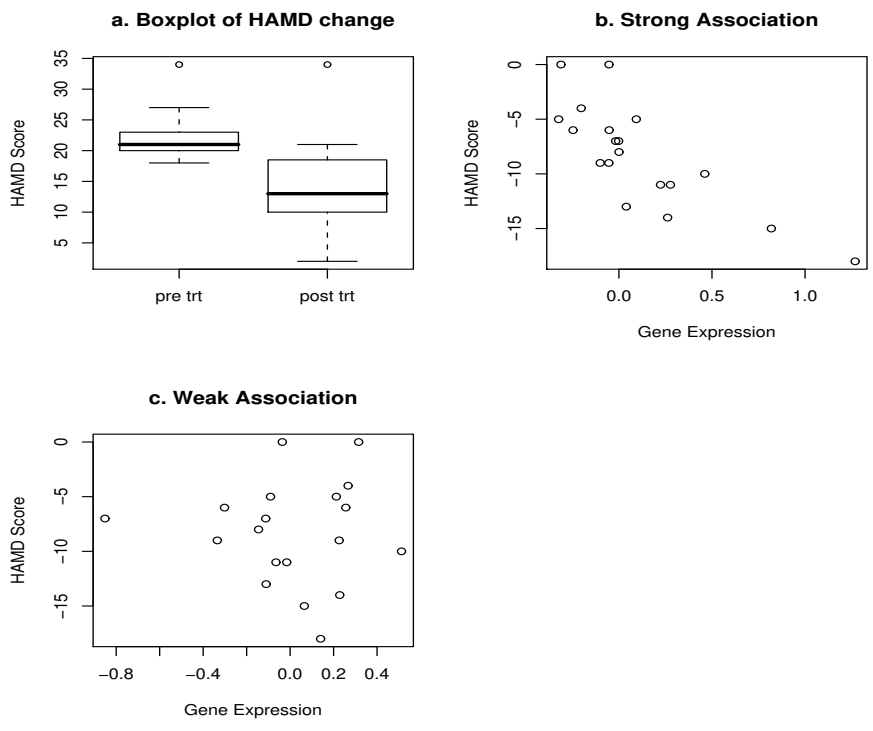 a. Boxplot of HAMD change
HAMD Score
35
30
25
20
15
10
5
pre trt
post trt
b. Strong Association
HAMD Score
0
−5
−10
−15
0.0
0.5
1.0
Gene Expression
c. Weak Association
HAMD Score
0
−5
−10
−15
−0.8
−0.4
0.0
0.2
0.4
Gene Expression